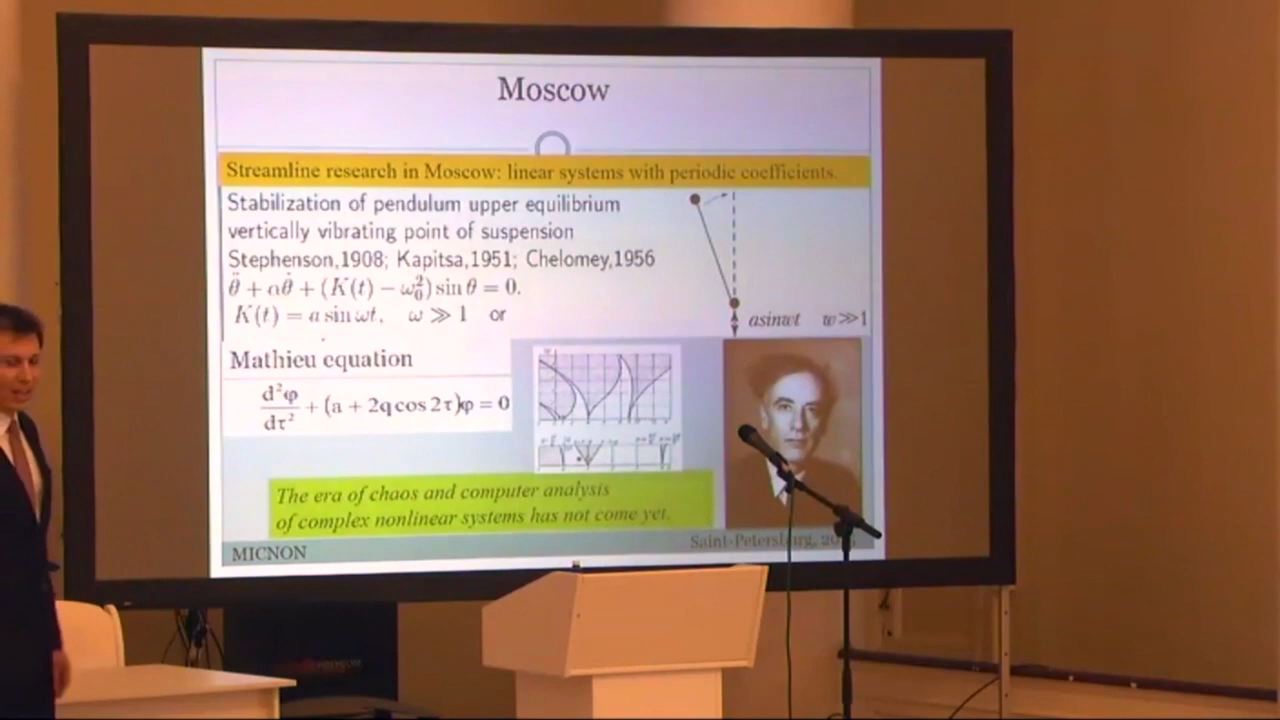 Moscow
Streamline research in Moscow: linear systems with periodic coefficients.
Stabilization of pendulum upper equilibrium
vertically vibrating point of suspension
Stephenson,1908; Kapitsa,1951; Chelomey,1956
θ̈ + αθ̇ + (K(t) − ω₀²) sin θ = 0.
K(t) = a sin ωt, ω ≫ 1 or
asinwt w≫1
Mathieu equation
d²φ/dτ² + (a + 2q cos 2τ)φ = 0
The era of chaos and computer analysis
of complex nonlinear systems has not come yet.
MICNON
Saint-Petersburg,